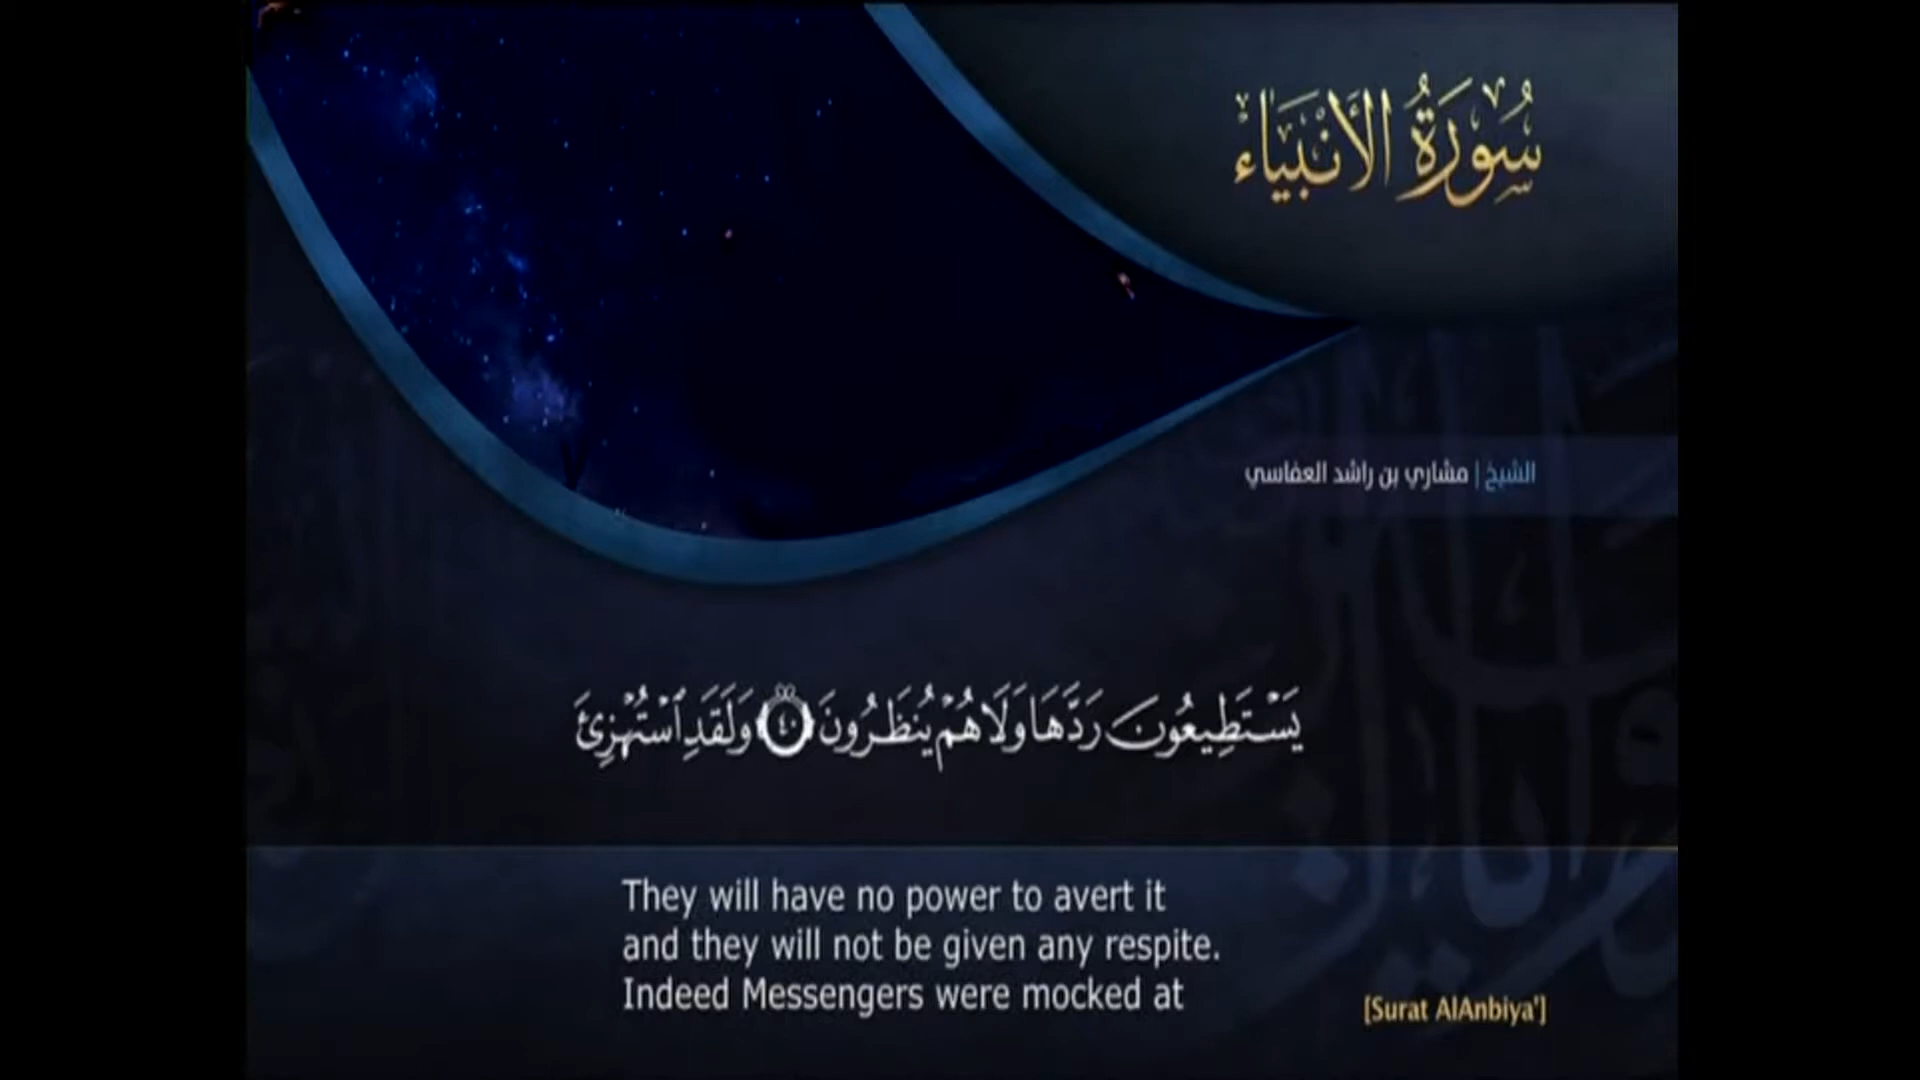 سُورَةُ الأَنْبِيَاء
الشيخ | مشاري بن راشد العفاسي
يَسْتَطِيعُونَ رَدَّهَا وَلَا هُمْ يُنظَرُونَ ٤٠ وَلَقَدِ ٱسْتُهْزِئَ
They will have no power to avert it
and they will not be given any respite.
Indeed Messengers were mocked at
[Surat AlAnbiya']